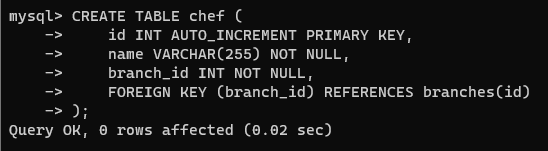 mysql> CREATE TABLE chef (
    ->     id INT AUTO_INCREMENT PRIMARY KEY,
    ->     name VARCHAR(255) NOT NULL,
    ->     branch_id INT NOT NULL,
    ->     FOREIGN KEY (branch_id) REFERENCES branches(id)
    -> );
Query OK, 0 rows affected (0.02 sec)